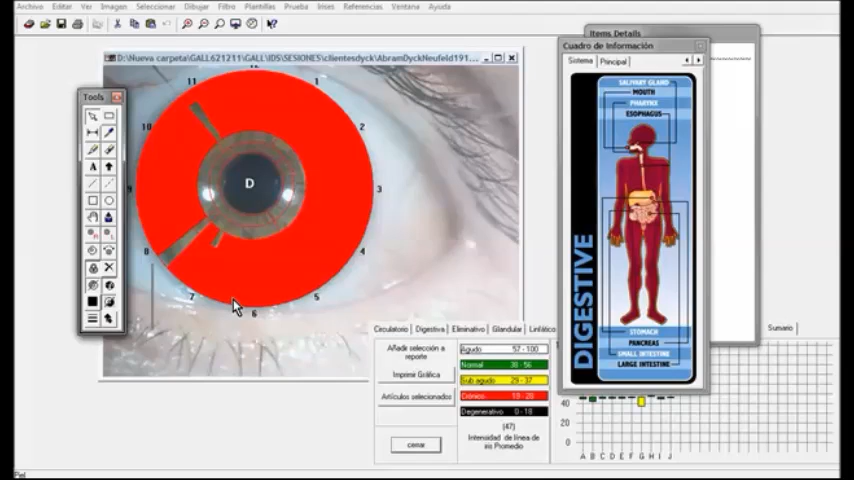 Archivo Editar Ver Imagen Seleccionar Dibujar Filtro Plantillas Prueba Inses Referencias Ventana Ayuda
Items Details
Cuadro de Información
Sistema Principal
D:\Nueva carpeta\GALL621211\GALL\IDS\SESIONES\clientesdyck\AbramDyckNeufeld191...
Tools
SALIVARY GLAND
MOUTH
PHARYNX
ESOPHAGUS
11
1
10
2
D
9
3
8
4
7
6
5
DIGESTIVE
STOMACH
PANCREAS
SMALL INTESTINE
LARGE INTESTINE
Circulatorio Digestiva Eliminativo Glandular Linfático
Sumario
Añade selección a
reporte
Imprimir Gráfica
Artículos selecionados
cerrar
Agudo 57 - 100
Normal 38 - 56
Sub agudo 29 - 37
Crónico 19 - 28
Degenerativo 0 - 18
(47)
Intensidad de línea de
iris Promedio
40
20
0
A B C D E F G H I J
Piel